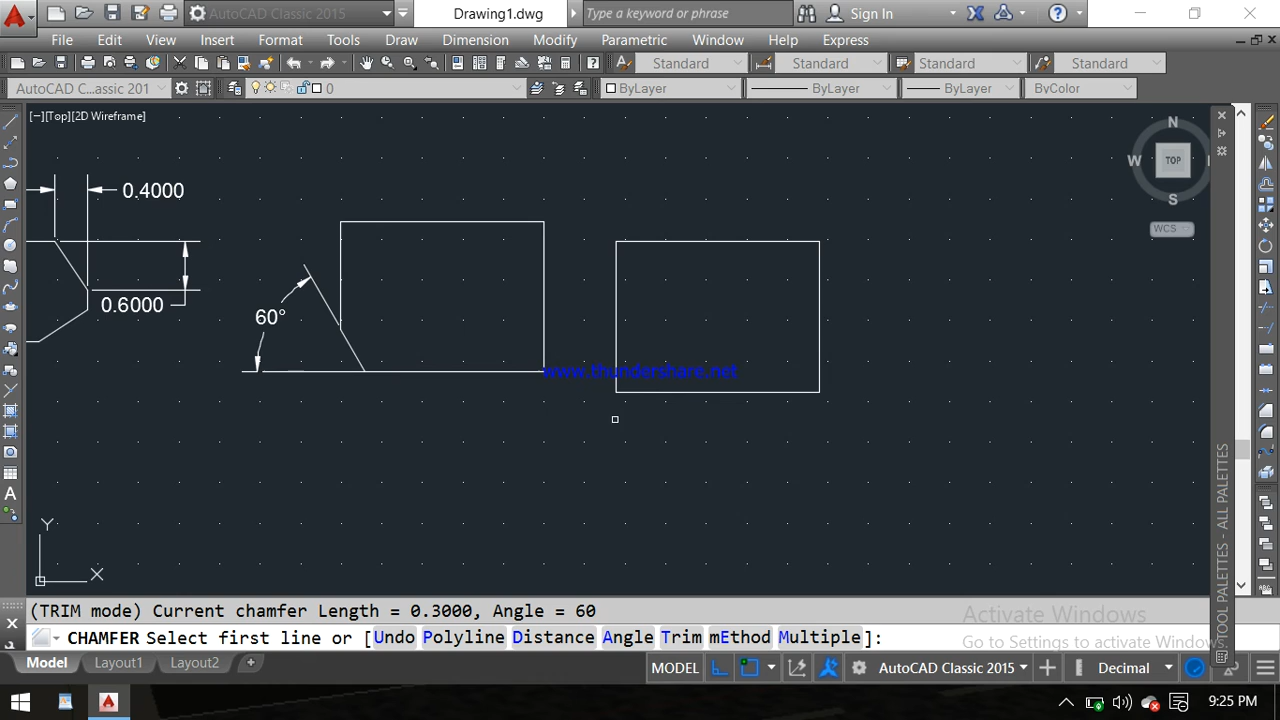 AutoCAD Classic 2015
Drawing1.dwg
Type a keyword or phrase
Sign In
File Edit View Insert Format Tools Draw Dimension Modify Parametric Window Help Express
Standard
Standard
Standard
Standard
AutoCAD C...assic 201
0
ByLayer
ByLayer
ByLayer
ByColor
[−][Top][2D Wireframe]
N
W
TOP
S
WCS
0.4000
0.6000
60°
www.thundershare.net
Y
X
TOOL PALETTES - ALL PALETTES
(TRIM mode) Current chamfer Length = 0.3000, Angle = 60
Activate Windows
CHAMFER Select first line or [Undo Polyline Distance Angle Trim mEthod Multiple]:
Go to Settings to activate Windows.
Model Layout1 Layout2
MODEL
AutoCAD Classic 2015
Decimal
9:25 PM